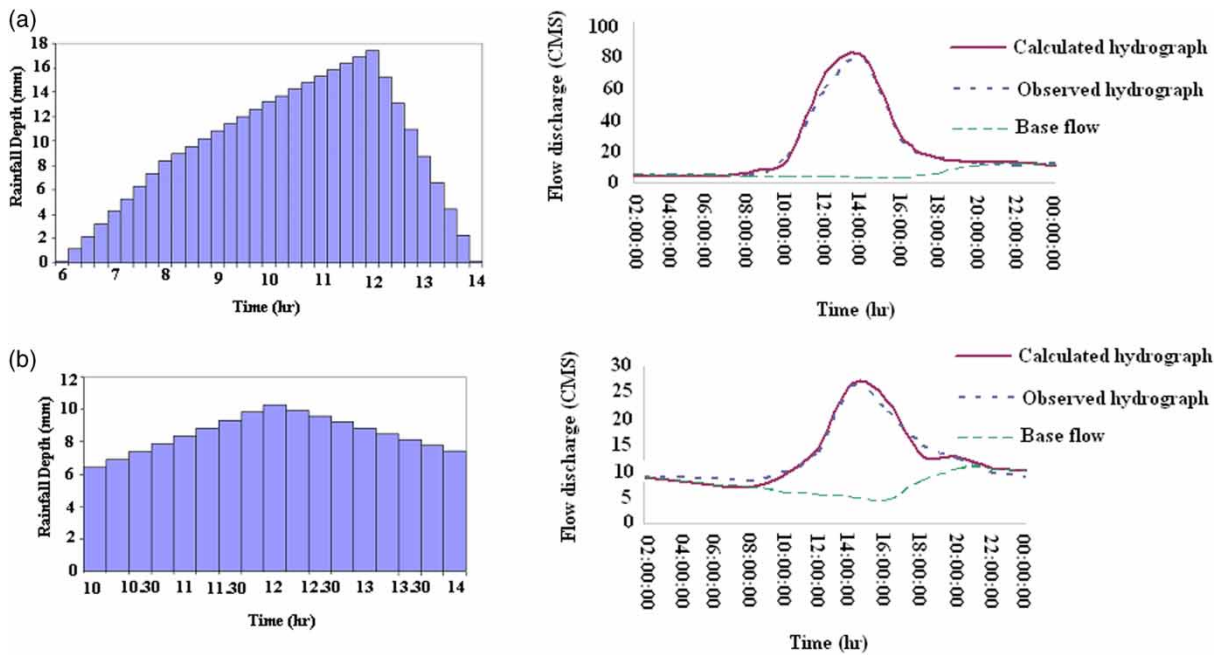 (a)
18
16
14
12
10
8
6
4
2
0
Rainfall Depth (mm)
6 7 8 9 10 11 12 13 14
Time (hr)
100
80
60
40
20
0
Flow discharge (CMS)
02:00:00 04:00:00 06:00:00 08:00:00 10:00:00 12:00:00 14:00:00 16:00:00 18:00:00 20:00:00 22:00:00 00:00:00
Time (hr)
Calculated hydrograph
Observed hydrograph
Base flow
(b)
12
10
8
6
4
2
0
Rainfall Depth (mm)
10 10.30 11 11.30 12 12.30 13 13.30 14
Time (hr)
30
25
20
15
10
5
0
Flow discharge (CMS)
02:00:00 04:00:00 06:00:00 08:00:00 10:00:00 12:00:00 14:00:00 16:00:00 18:00:00 20:00:00 22:00:00 00:00:00
Time (hr)
Calculated hydrograph
Observed hydrograph
Base flow